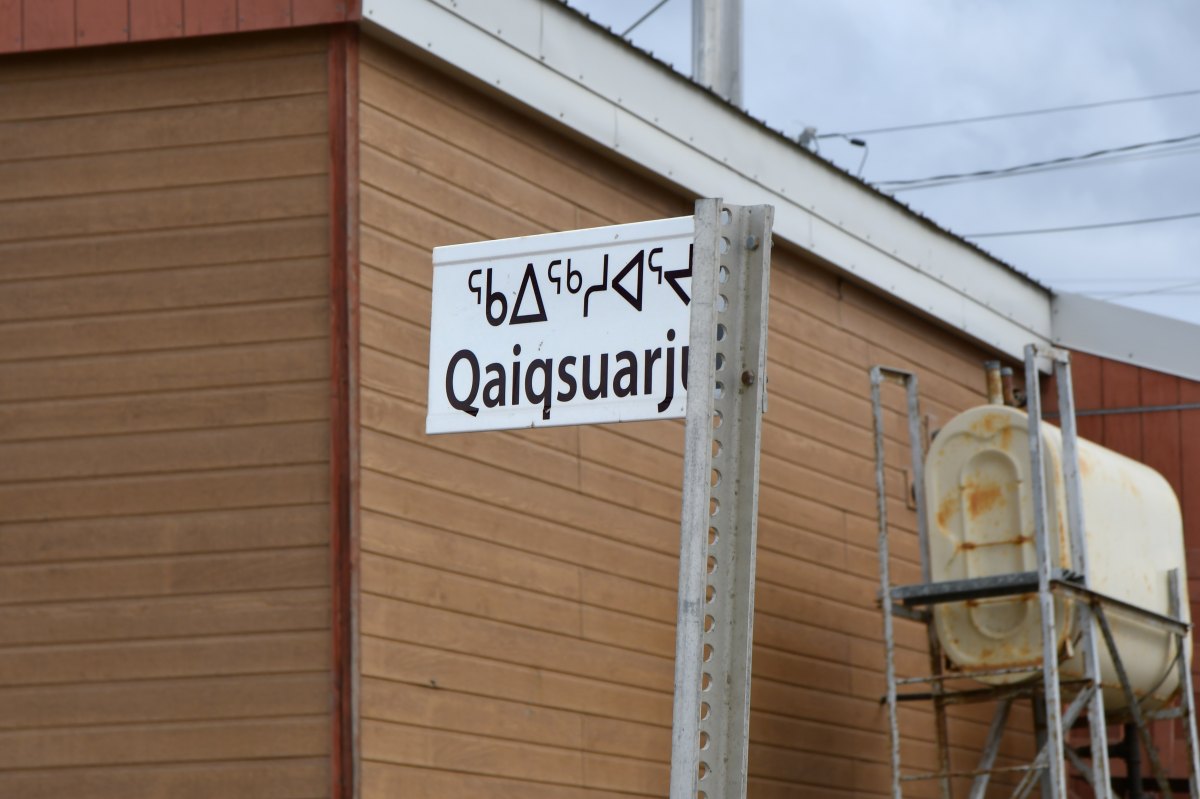 ᖃᐃᖅᓱᐊᕐᔪ
Qaiqsuarju